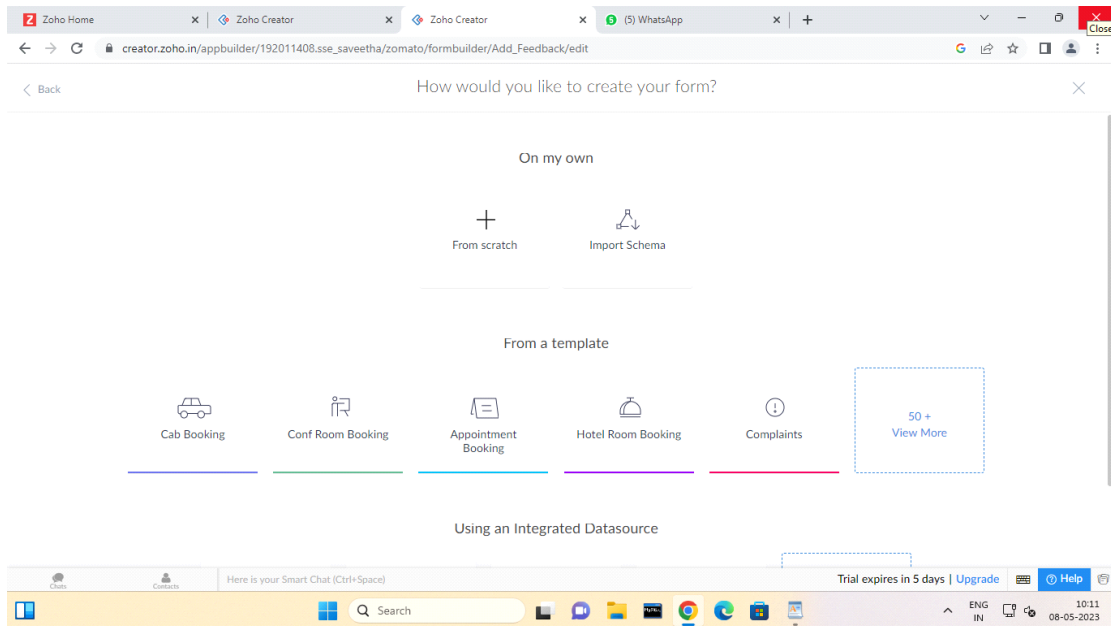 Zoho Home
Zoho Creator
Zoho Creator
(5) WhatsApp
Close
creator.zoho.in/appbuilder/192011408.sse_saveetha/zomato/formbuilder/Add_Feedback/edit
Back
How would you like to create your form?
On my own
From scratch
Import Schema
From a template
Cab Booking
Conf Room Booking
Appointment
Booking
Hotel Room Booking
Complaints
50 +
View More
Using an Integrated Datasource
Chats
Contacts
Here is your Smart Chat (Ctrl+Space)
Trial expires in 5 days | Upgrade
Help
Search
ENG
IN
10:11
08-05-2023